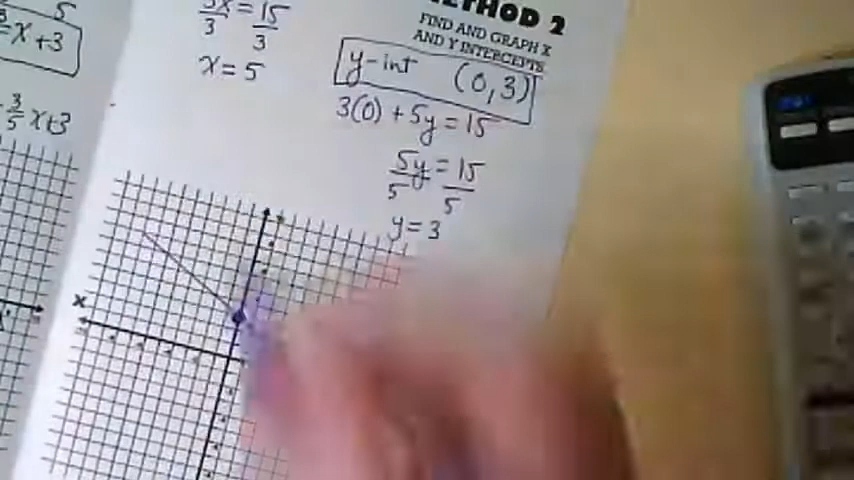 5
x+3
3/5 x+3
3x = 15
3 3
x = 5
METHOD 2
FIND AND GRAPH X
AND Y INTERCEPTS
y-int (0,3)
3(0) + 5y = 15
5y = 15
5 5
y = 3
x